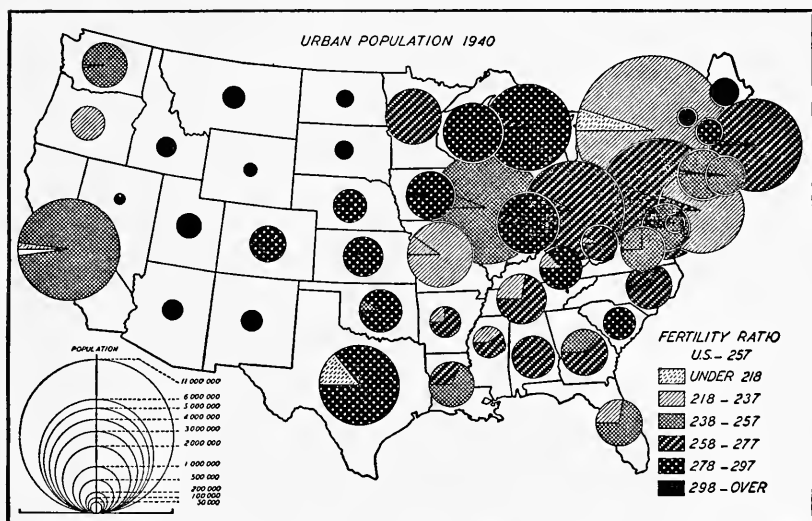 URBAN POPULATION 1940
POPULATION
11 000 000
6 000 000
5 000 000
4 000 000
3 000 000
2 000 000
1 000 000
500 000
200 000
100 000
50 000
FERTILITY RATIO
U.S. – 257
UNDER 218
218 – 237
238 – 257
258 – 277
278 – 297
298 – OVER